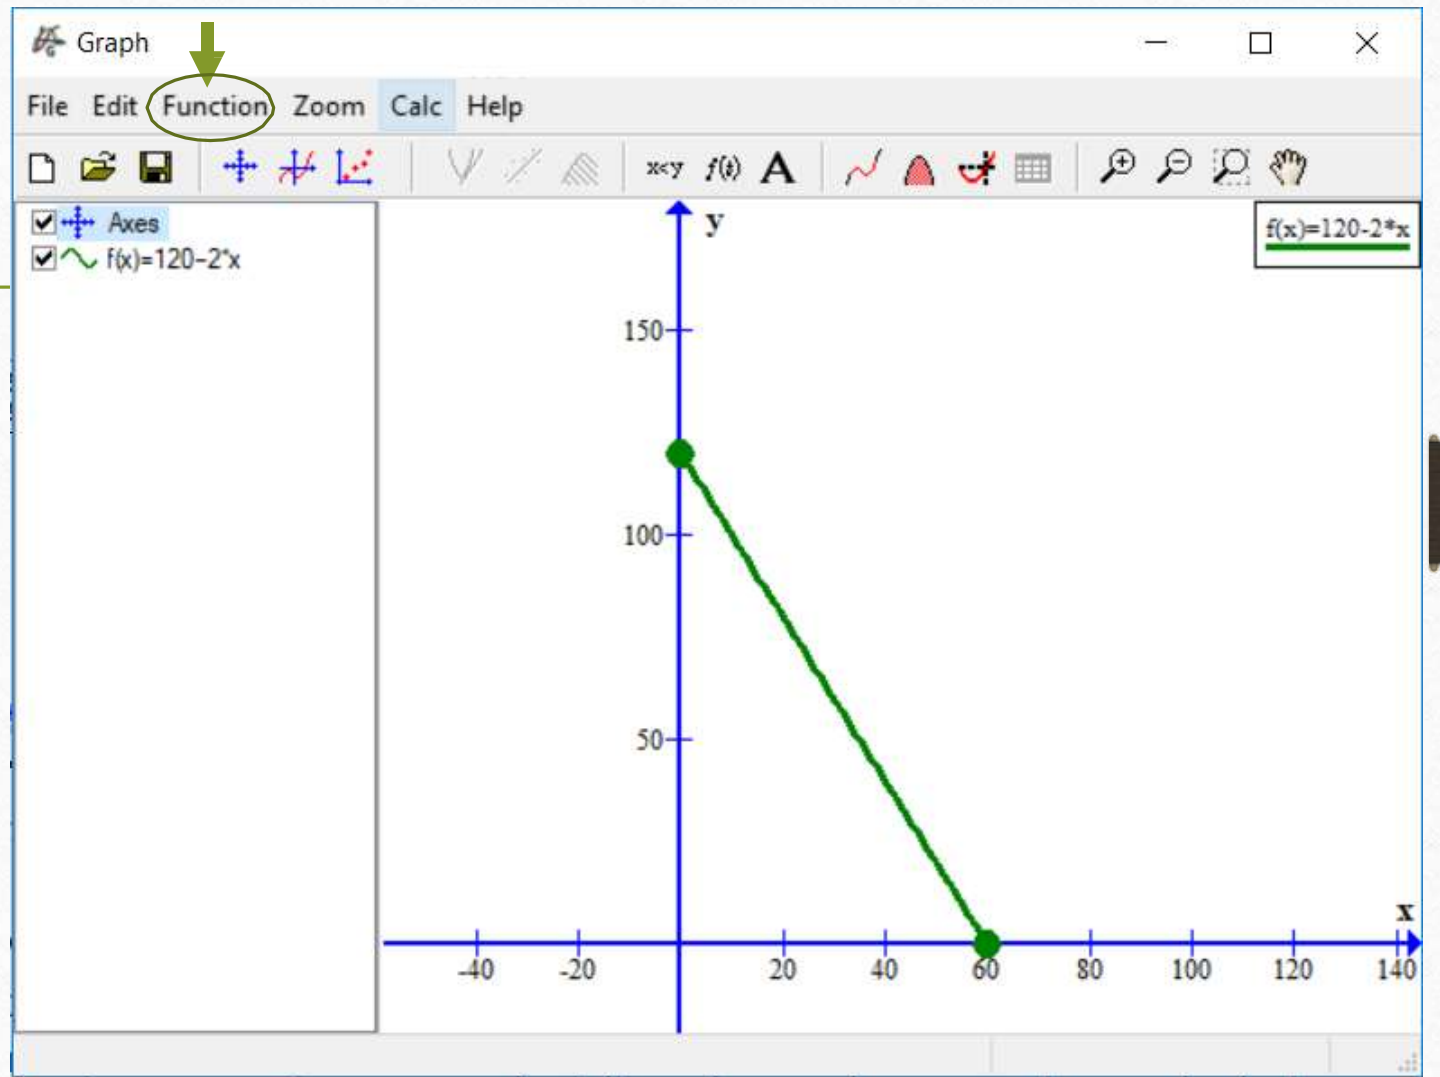 Graph
File Edit Function Zoom Calc Help
x<y f(t) A
Axes
f(x)=120-2*x
y
f(x)=120-2*x
150
100
50
x
-40 -20 20 40 60 80 100 120 140